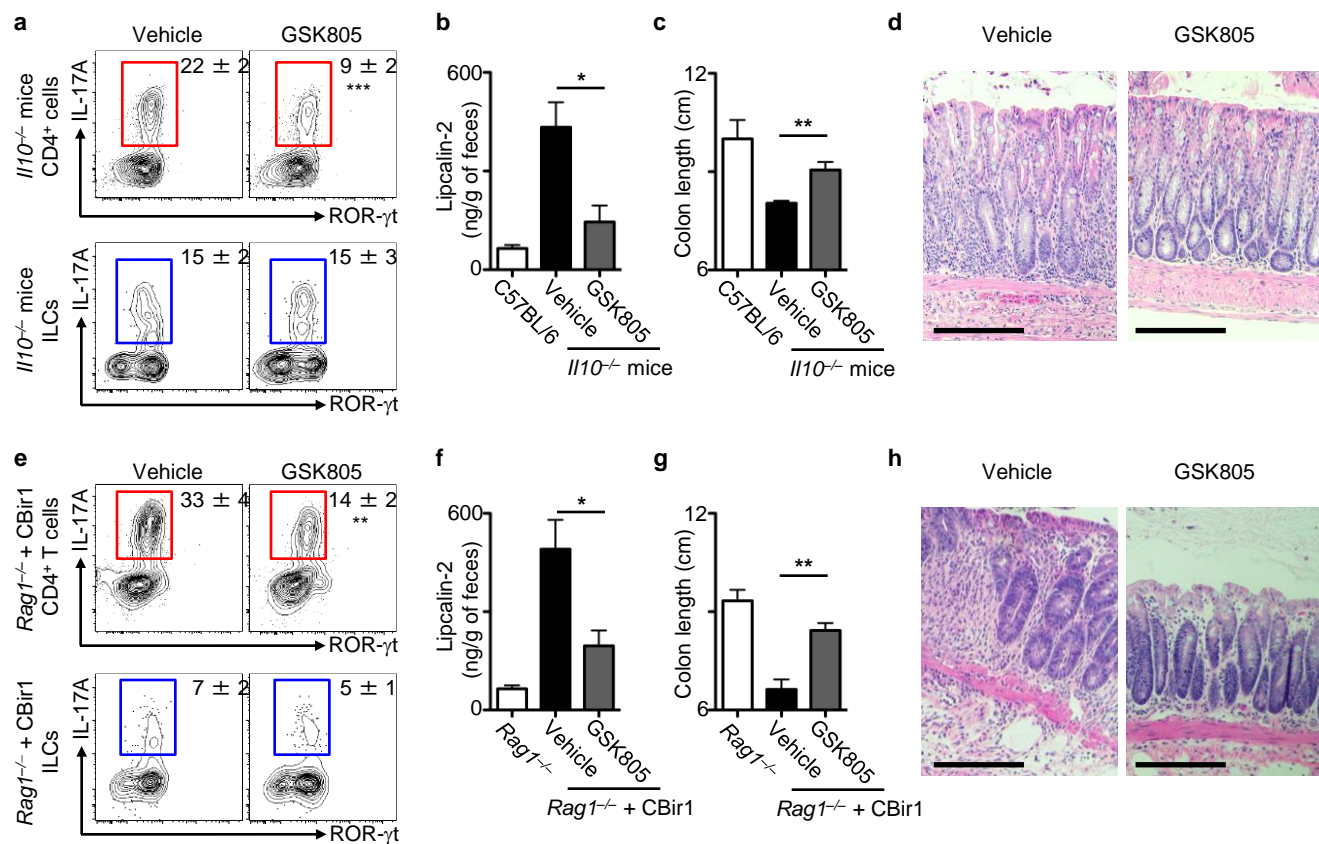 a
Vehicle
GSK805
Il10–/– mice
CD4+ cells
IL-17A
22 ± 2
9 ± 2
***
ROR-γt
Il10–/– mice
ILCs
IL-17A
15 ± 2
15 ± 3
ROR-γt
b
Lipcalin-2
(ng/g of feces)
600
0
*
C57BL/6
Vehicle
GSK805
Il10–/– mice
c
Colon length (cm)
12
6
**
C57BL/6
Vehicle
GSK805
Il10–/– mice
d
Vehicle
GSK805
e
Vehicle
GSK805
Rag1–/– + CBir1
CD4+ T cells
IL-17A
33 ± 4
14 ± 2
**
ROR-γt
Rag1–/– + CBir1
ILCs
IL-17A
7 ± 2
5 ± 1
ROR-γt
f
Lipcalin-2
(ng/g of feces)
600
0
*
Rag1–/–
Vehicle
GSK805
Rag1–/– + CBir1
g
Colon length (cm)
12
6
**
Rag1–/–
Vehicle
GSK805
Rag1–/– + CBir1
h
Vehicle
GSK805